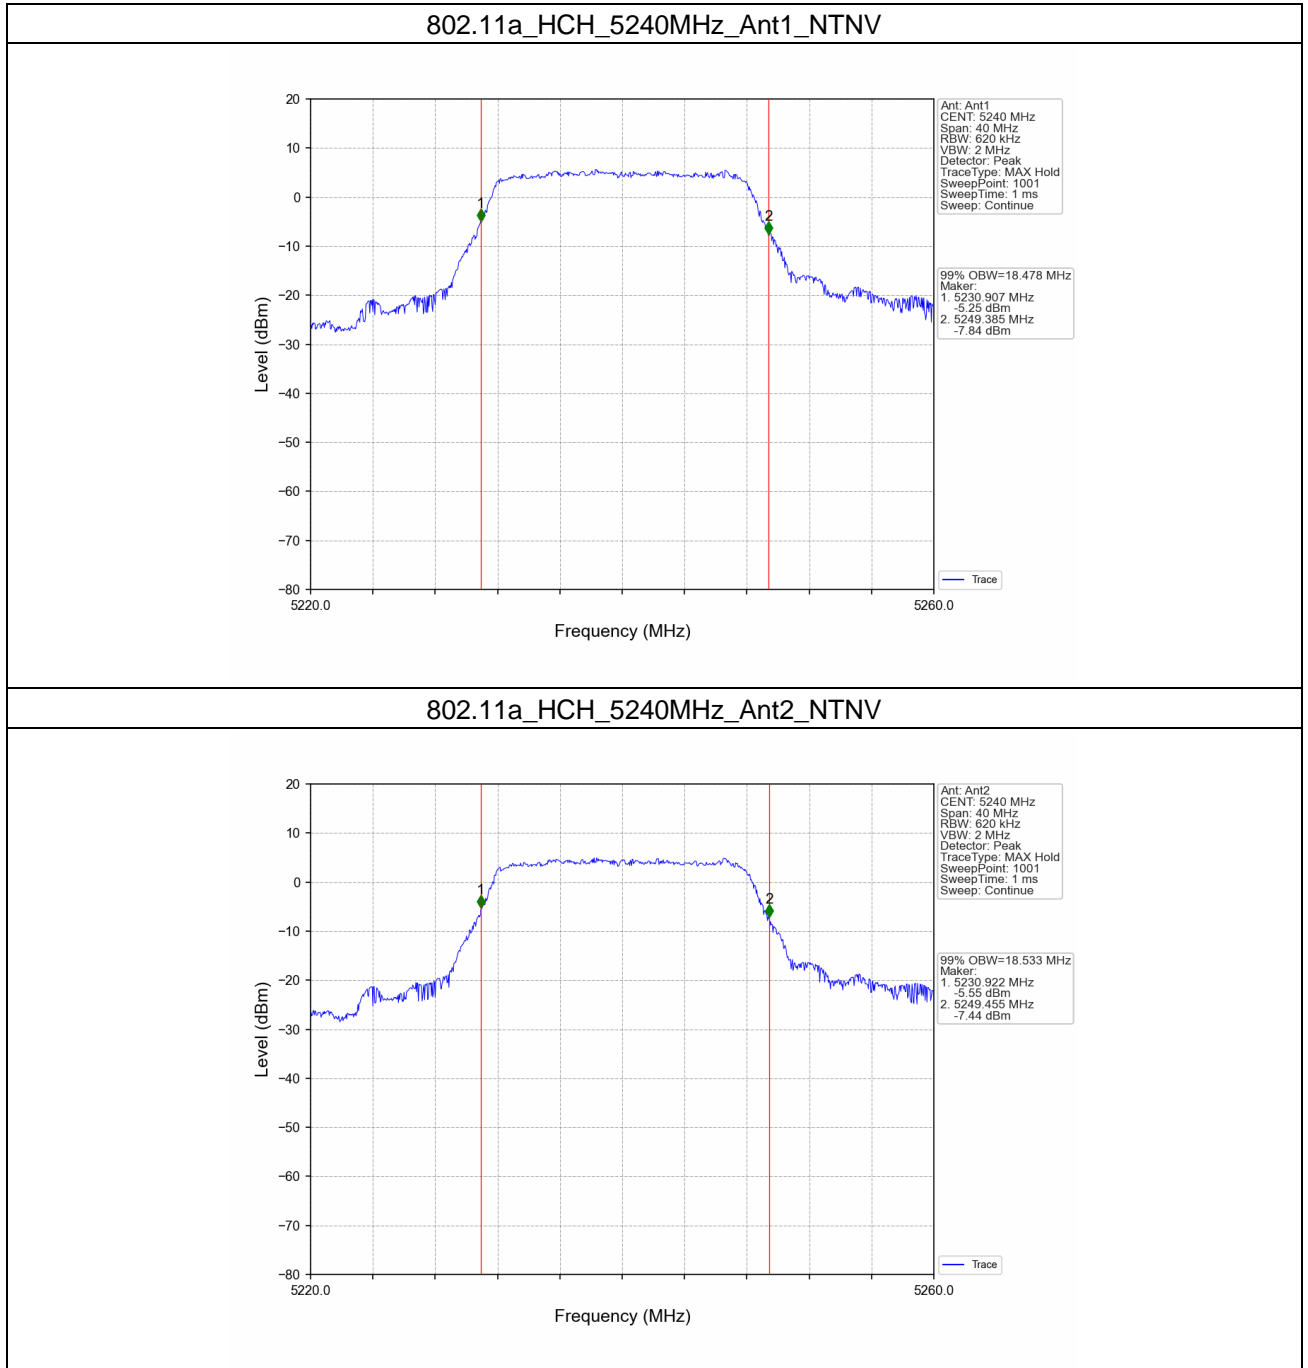 802.11a_HCH_5240MHz_Ant1_NTNV
20
10
0
−10
−20
−30
−40
−50
−60
−70
−80
Level (dBm)
5220.0
5260.0
Frequency (MHz)
1
2
Ant: Ant1
CENT: 5240 MHz
Span: 40 MHz
RBW: 620 kHz
VBW: 2 MHz
Detector: Peak
TraceType: MAX Hold
SweepPoint: 1001
SweepTime: 1 ms
Sweep: Continue
99% OBW=18.478 MHz
Maker:
1. 5230.907 MHz
-5.25 dBm
2. 5249.385 MHz
-7.84 dBm
Trace
802.11a_HCH_5240MHz_Ant2_NTNV
20
10
0
−10
−20
−30
−40
−50
−60
−70
−80
Level (dBm)
5220.0
5260.0
Frequency (MHz)
1
2
Ant: Ant2
CENT: 5240 MHz
Span: 40 MHz
RBW: 620 kHz
VBW: 2 MHz
Detector: Peak
TraceType: MAX Hold
SweepPoint: 1001
SweepTime: 1 ms
Sweep: Continue
99% OBW=18.533 MHz
Maker:
1. 5230.922 MHz
-5.55 dBm
2. 5249.455 MHz
-7.44 dBm
Trace